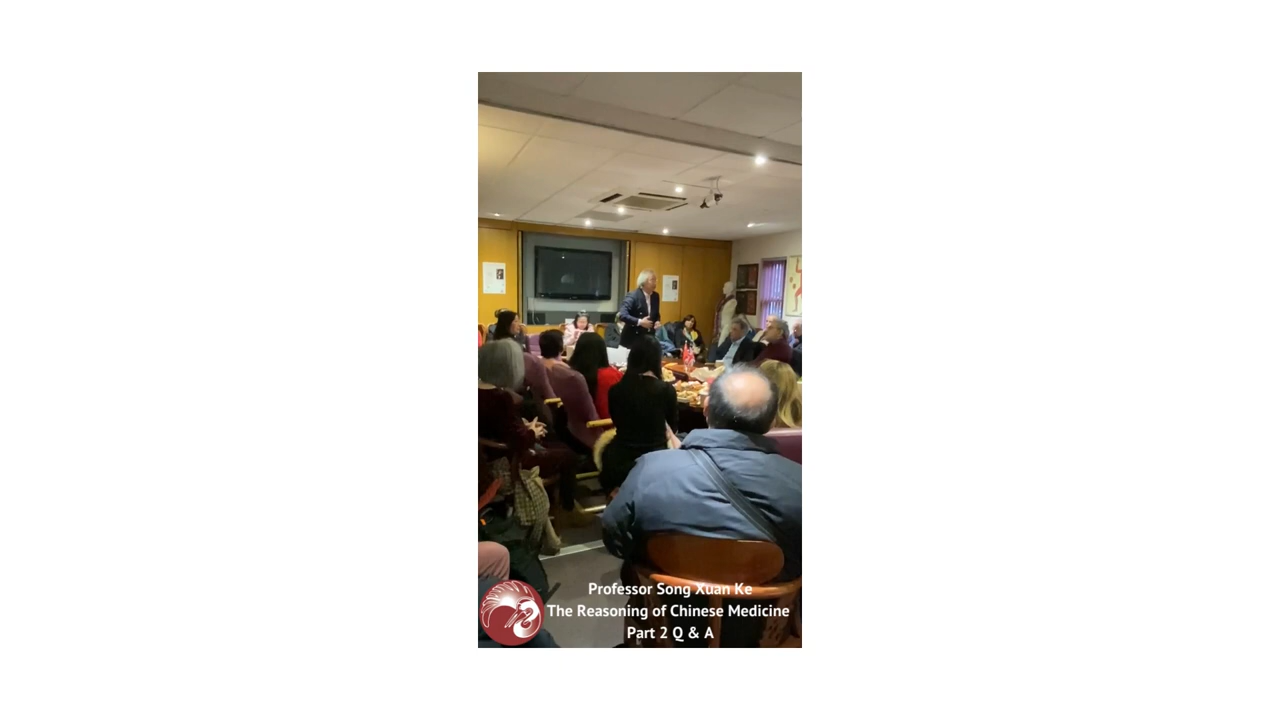 Professor Song Xuan Ke
The Reasoning of Chinese Medicine
Part 2 Q & A